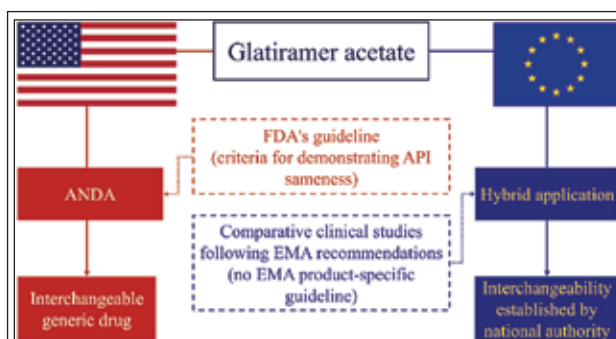 Glatiramer acetate
FDA's guideline
(criteria for demonstrating API
sameness)
ANDA
Hybrid application
Comparative clinical studies
following EMA recommendations
(no EMA product-specific
guideline)
Interchangeable
generic drug
Interchangeability
established by
national authority